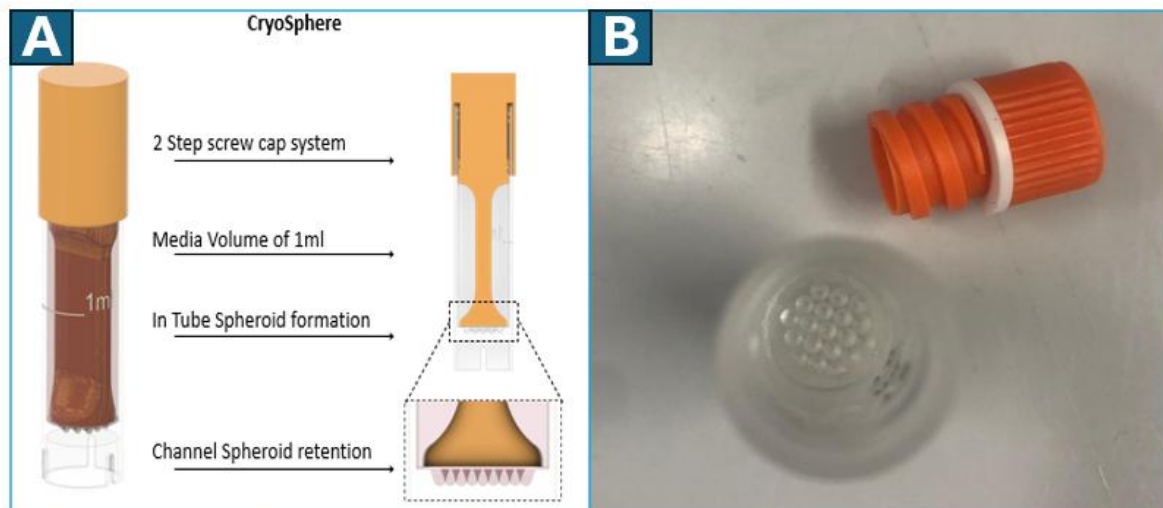 A
CryoSphere
B
2 Step screw cap system
Media Volume of 1ml
1ml
In Tube Spheroid formation
Channel Spheroid retention